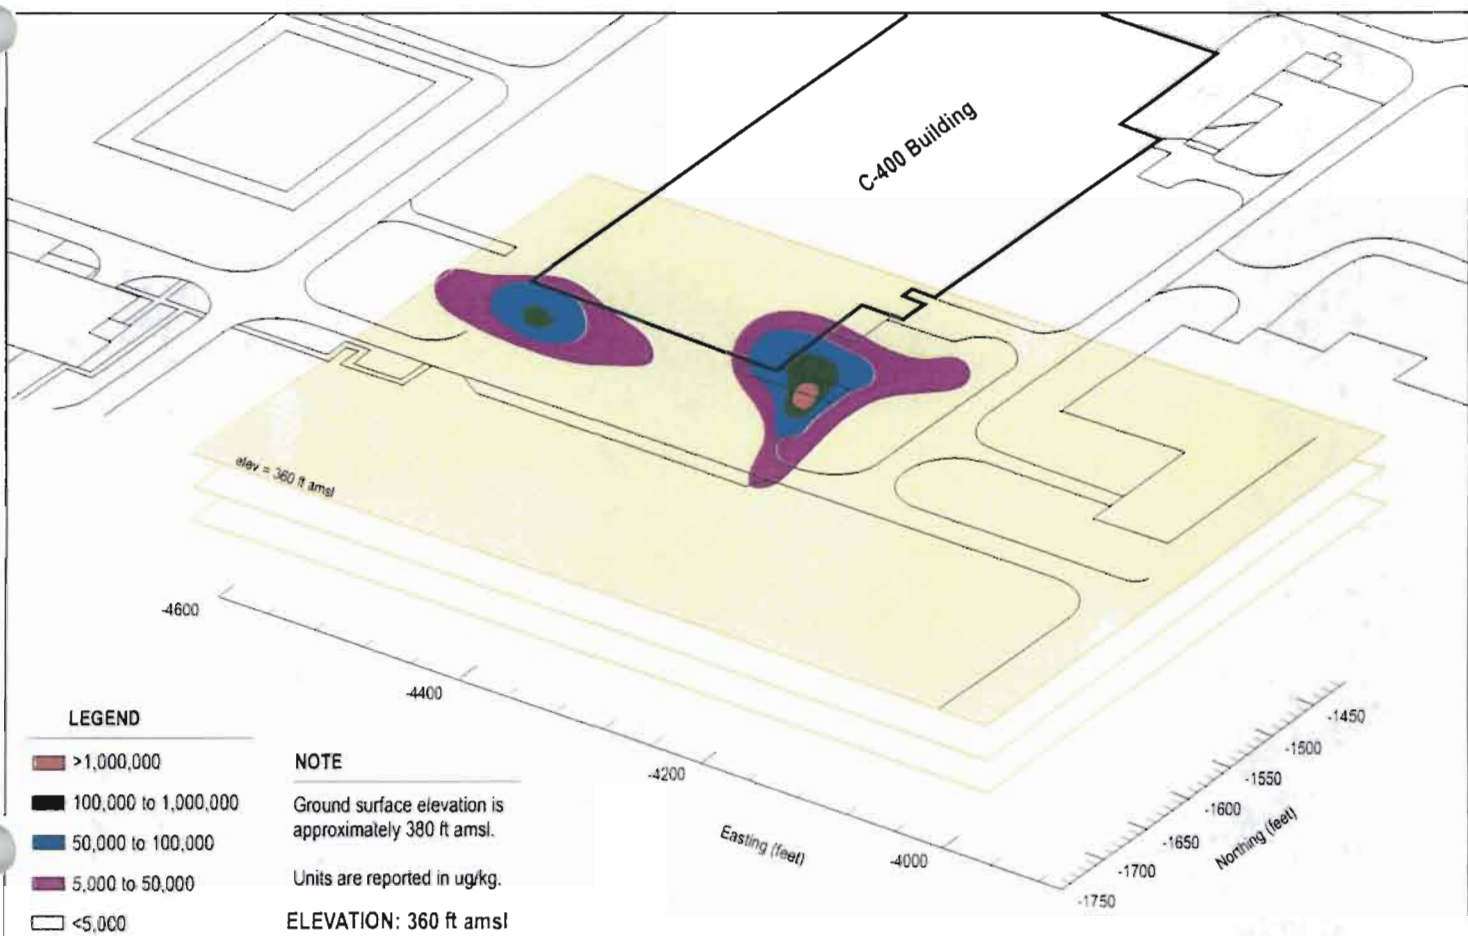 C-400 Building
elev = 360 ft amsl
-4600
-4400
-4200
-4000
Easting (feet)
-1450
-1500
-1550
-1600
-1650
-1700
-1750
Northing (feet)
LEGEND
>1,000,000
100,000 to 1,000,000
50,000 to 100,000
5,000 to 50,000
<5,000
NOTE
Ground surface elevation is
approximately 380 ft amsl.
Units are reported in ug/kg.
ELEVATION: 360 ft amsl